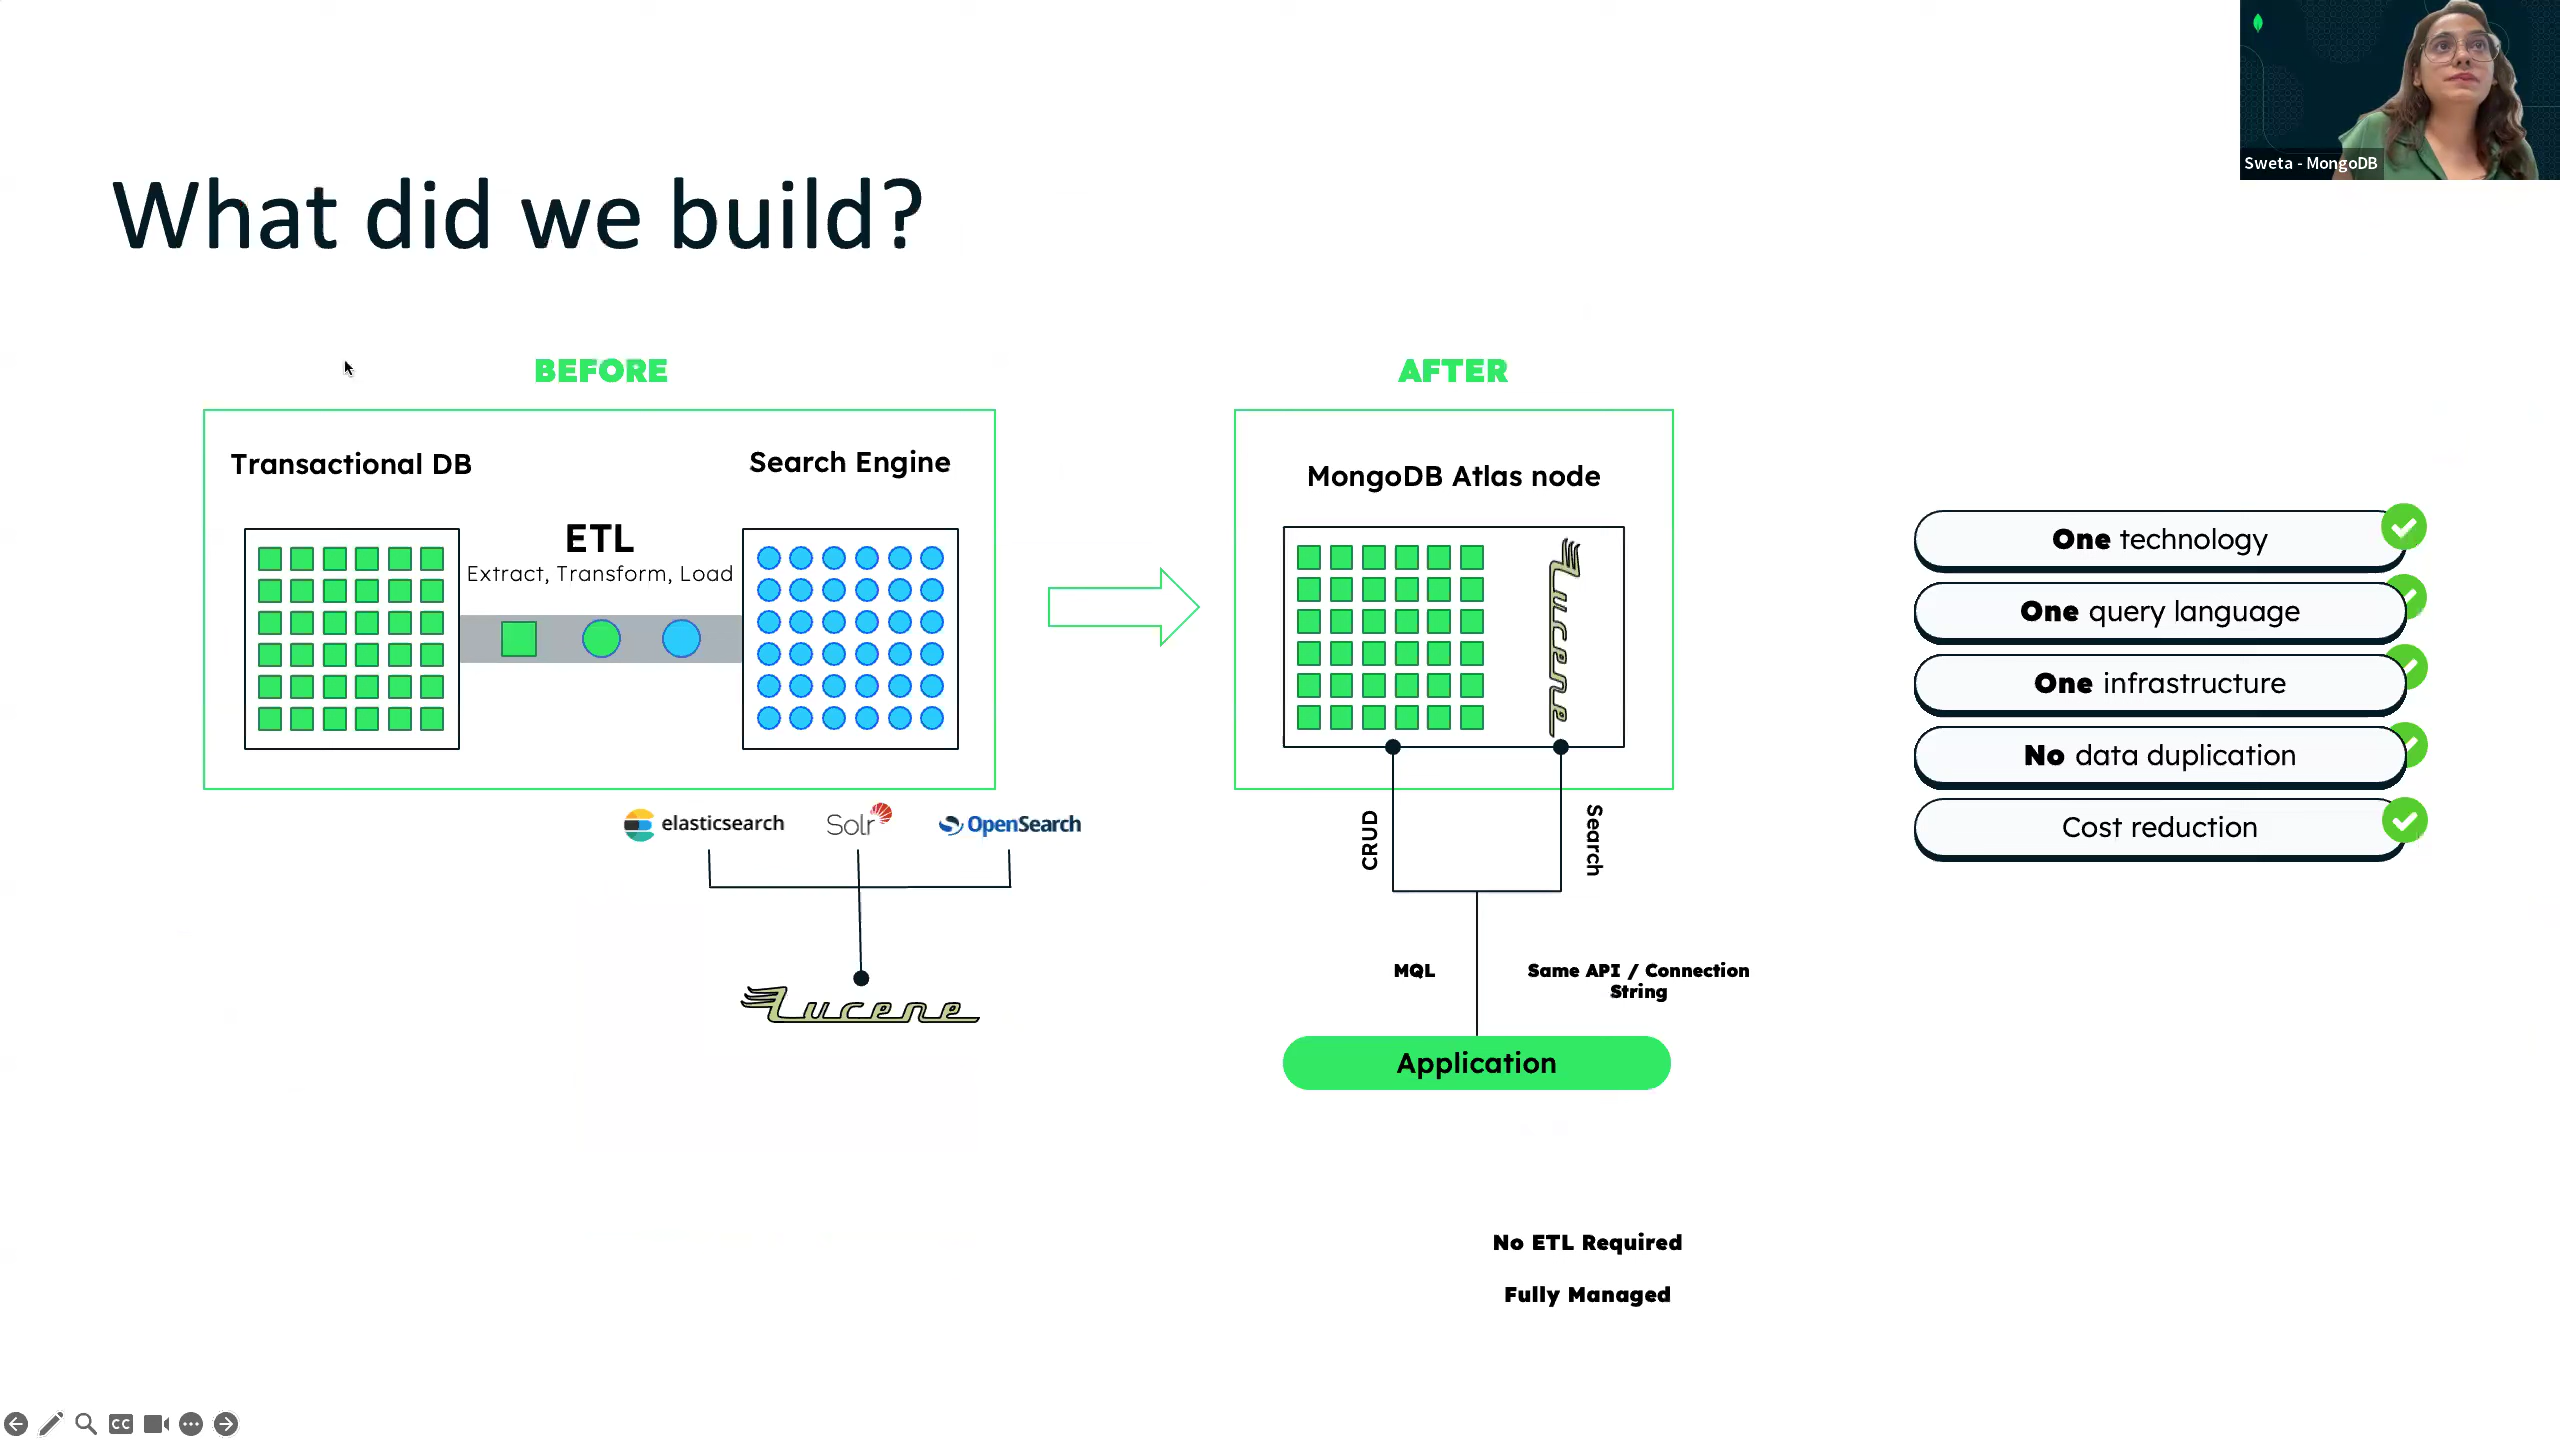 Sweta - MongoDB
What did we build?
BEFORE
Transactional DB
Search Engine
ETL
Extract, Transform, Load
elasticsearch
Solr
OpenSearch
Lucene
AFTER
MongoDB Atlas node
Lucene
CRUD
Search
MQL
Same API / Connection
String
Application
No ETL Required
Fully Managed
One technology
One query language
One infrastructure
No data duplication
Cost reduction
CC